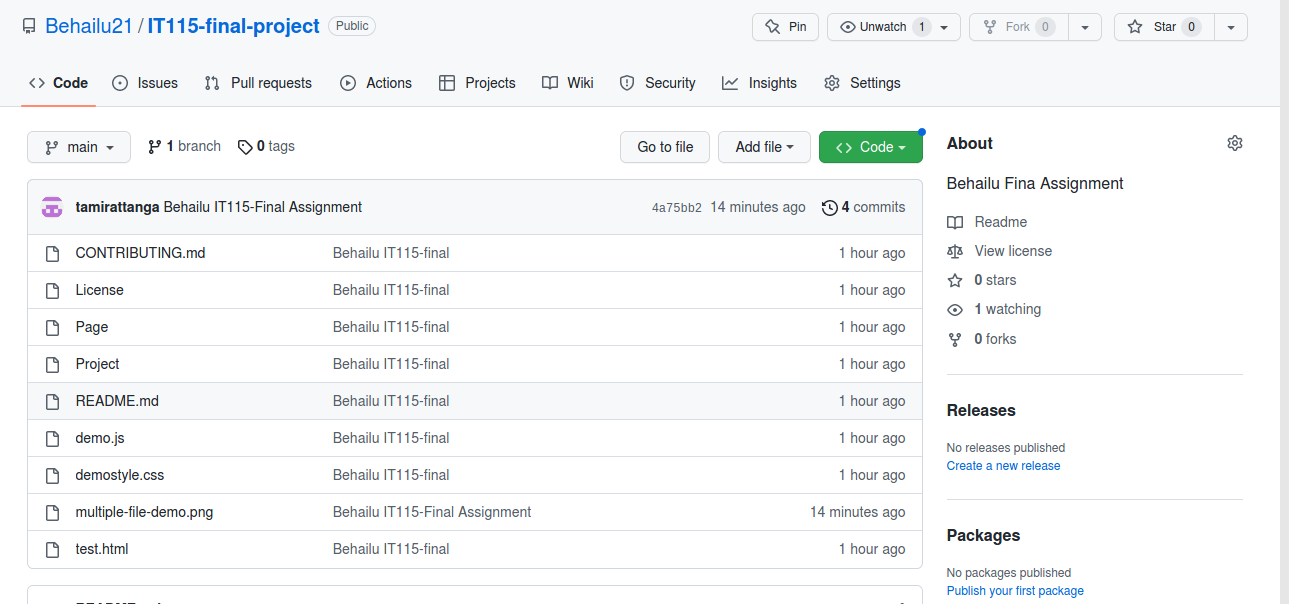 Behailu21 / IT115-final-project Public Pin Unwatch 1 Fork 0 Star 0
Code Issues Pull requests Actions Projects Wiki Security Insights Settings
main 1 branch 0 tags Go to file Add file Code
tamirattanga Behailu IT115-Final Assignment 4a75bb2 14 minutes ago 4 commits
CONTRIBUTING.md Behailu IT115-final 1 hour ago
License Behailu IT115-final 1 hour ago
Page Behailu IT115-final 1 hour ago
Project Behailu IT115-final 1 hour ago
README.md Behailu IT115-final 1 hour ago
demo.js Behailu IT115-final 1 hour ago
demostyle.css Behailu IT115-final 1 hour ago
multiple-file-demo.png Behailu IT115-Final Assignment 14 minutes ago
test.html Behailu IT115-final 1 hour ago
About
Behailu Fina Assignment
Readme
View license
0 stars
1 watching
0 forks
Releases
No releases published
Create a new release
Packages
No packages published
Publish your first package